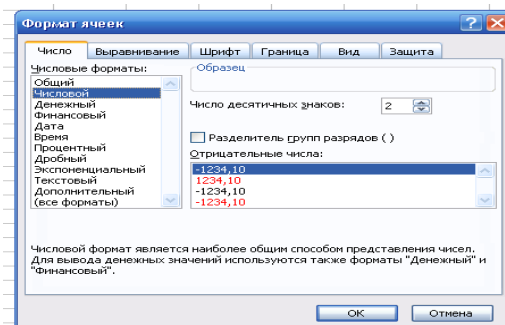 Формат ячеек
Число Выравнивание Шрифт Граница Вид Защита
Числовые форматы:
Образец
Общий
Числовой
Денежный
Финансовый
Дата
Время
Процентный
Дробный
Экспоненциальный
Текстовый
Дополнительный
(все форматы)
Число десятичных знаков: 2
Разделитель групп разрядов ( )
Отрицательные числа:
-1234,10
1234,10
-1234,10
-1234,10
Числовой формат является наиболее общим способом представления чисел.
Для вывода денежных значений используются также форматы "Денежный" и
"Финансовый".
ОК Отмена